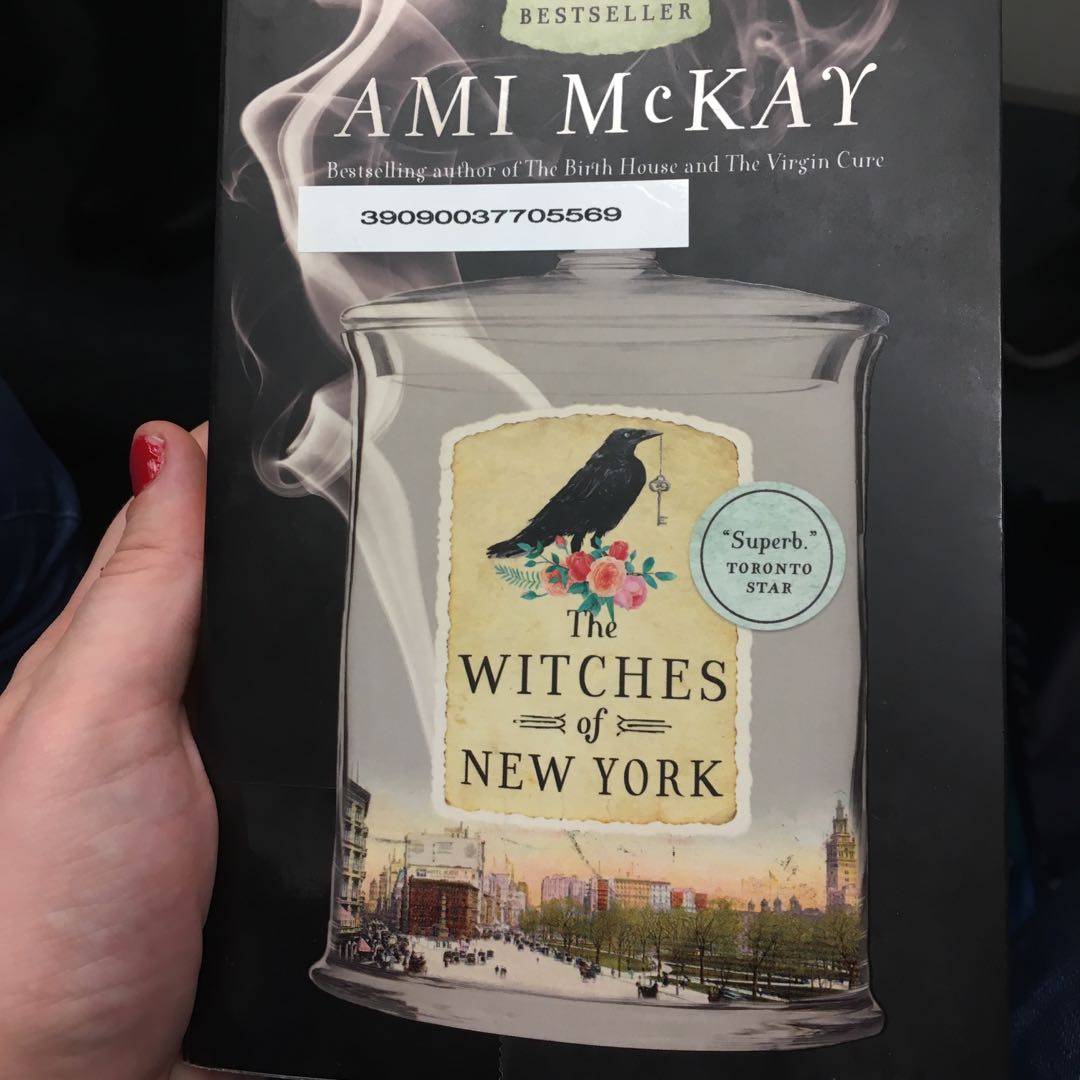 BESTSELLER
AMI McKAY
Bestselling author of The Birth House and The Virgin Cure
39090037705569
"Superb."
TORONTO
STAR
The
WITCHES
of
NEW YORK